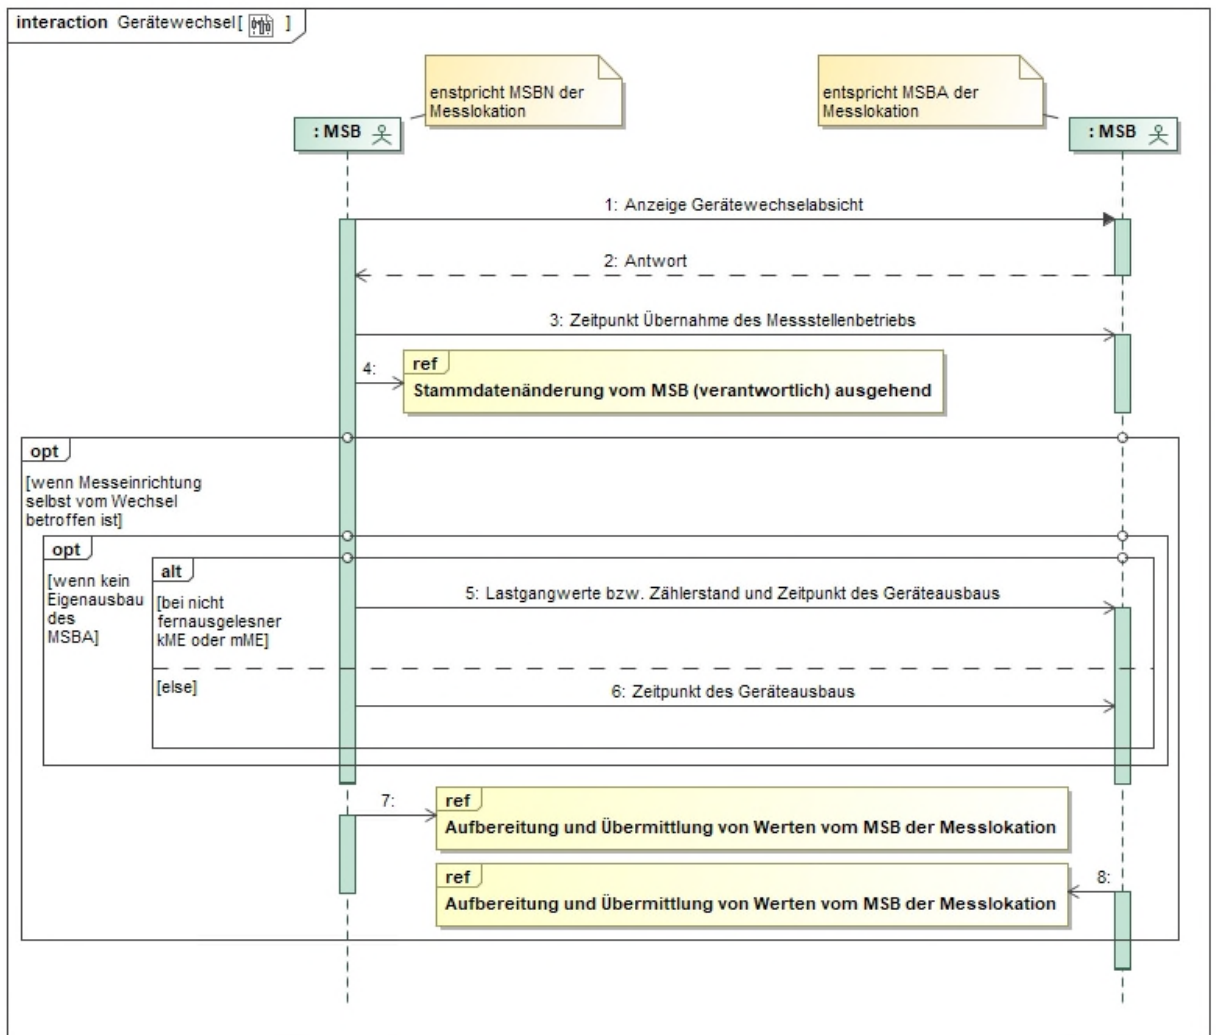 interaction Gerätewechsel[ ]
enstpricht MSBN der
Messlokation
entspricht MSBA der
Messlokation
: MSB
: MSB
1: Anzeige Gerätewechselabsicht
2: Antwort
3: Zeitpunkt Übernahme des Messstellenbetriebs
4:
ref
Stammdatenänderung vom MSB (verantwortlich) ausgehend
opt
[wenn Messeinrichtung
selbst vom Wechsel
betroffen ist]
opt
[wenn kein
Eigenausbau
des
MSBA]
alt
[bei nicht
fernausgelesner
kME oder mME]
5: Lastgangwerte bzw. Zählerstand und Zeitpunkt des Geräteausbaus
[else]
6: Zeitpunkt des Geräteausbaus
7:
ref
Aufbereitung und Übermittlung von Werten vom MSB der Messlokation
ref
Aufbereitung und Übermittlung von Werten vom MSB der Messlokation
8: